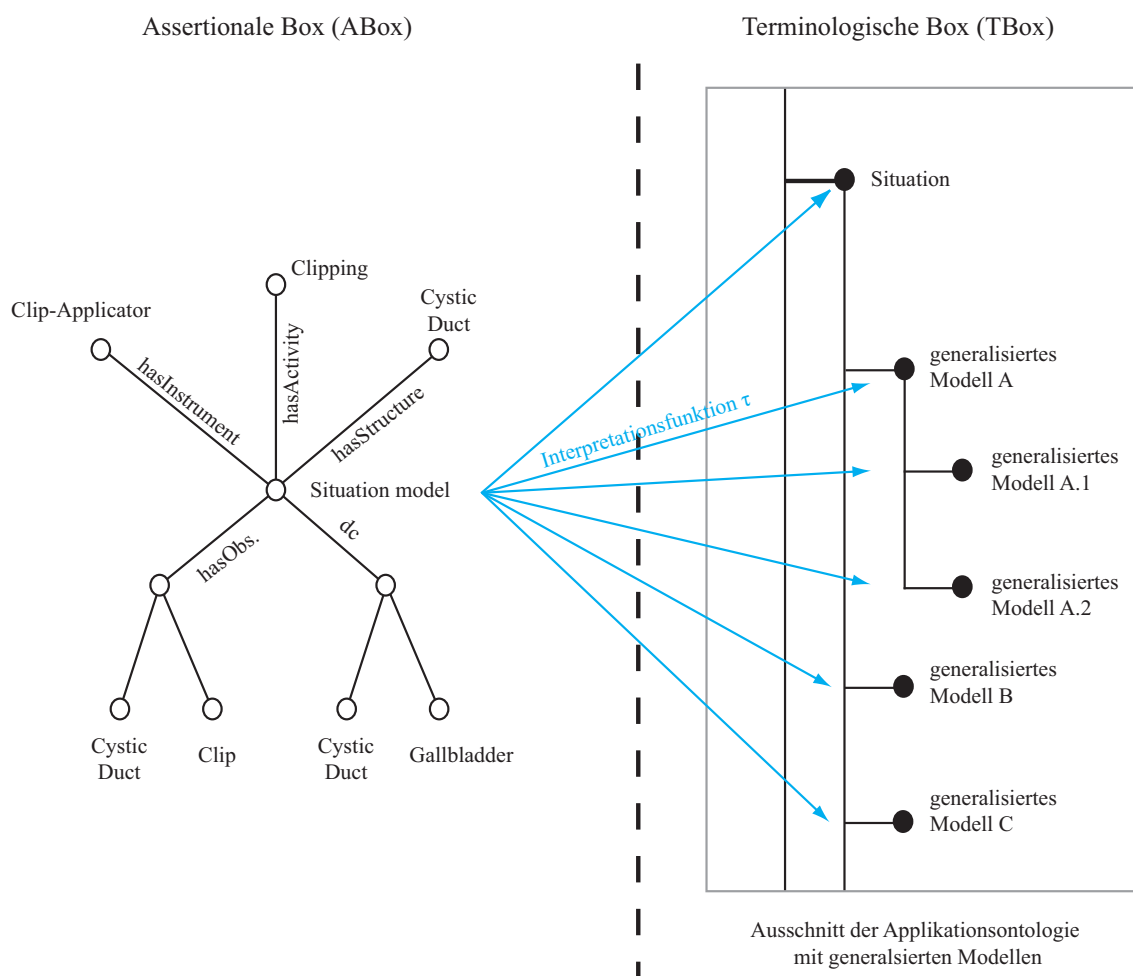 Assertionale Box (ABox)
Terminologische Box (TBox)
Clipping
Clip-Applicator
Cystic
Duct
hasInstrument
hasActivity
hasStructure
Situation model
hasObs.
dc
Cystic
Duct
Clip
Cystic
Duct
Gallbladder
Interpretationsfunktion τ
Situation
generalisiertes
Modell A
generalisiertes
Modell A.1
generalisiertes
Modell A.2
generalisiertes
Modell B
generalisiertes
Modell C
Ausschnitt der Applikationsontologie
mit generalsierten Modellen